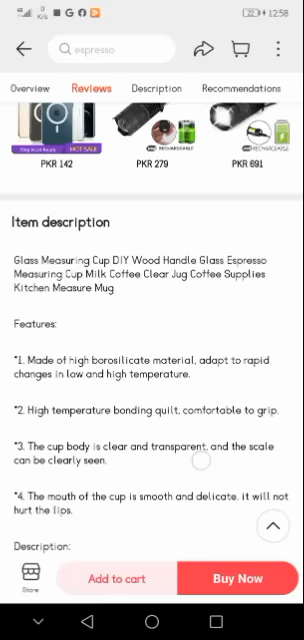 12:58
espresso
Overview Reviews Description Recommendations
HOT SALE
RECHARGEABLE
RECHARGEABLE
PKR 142 PKR 279 PKR 691
Item description
Glass Measuring Cup DIY Wood Handle Glass Espresso
Measuring Cup Milk Coffee Clear Jug Coffee Supplies
Kitchen Measure Mug
Features:
*1. Made of high borosilicate material, adapt to rapid
changes in low and high temperature.
*2. High temperature bonding quilt, comfortable to grip.
*3. The cup body is clear and transparent, and the scale
can be clearly seen.
*4. The mouth of the cup is smooth and delicate, it will not
hurt the lips.
Description:
Store
Add to cart
Buy Now